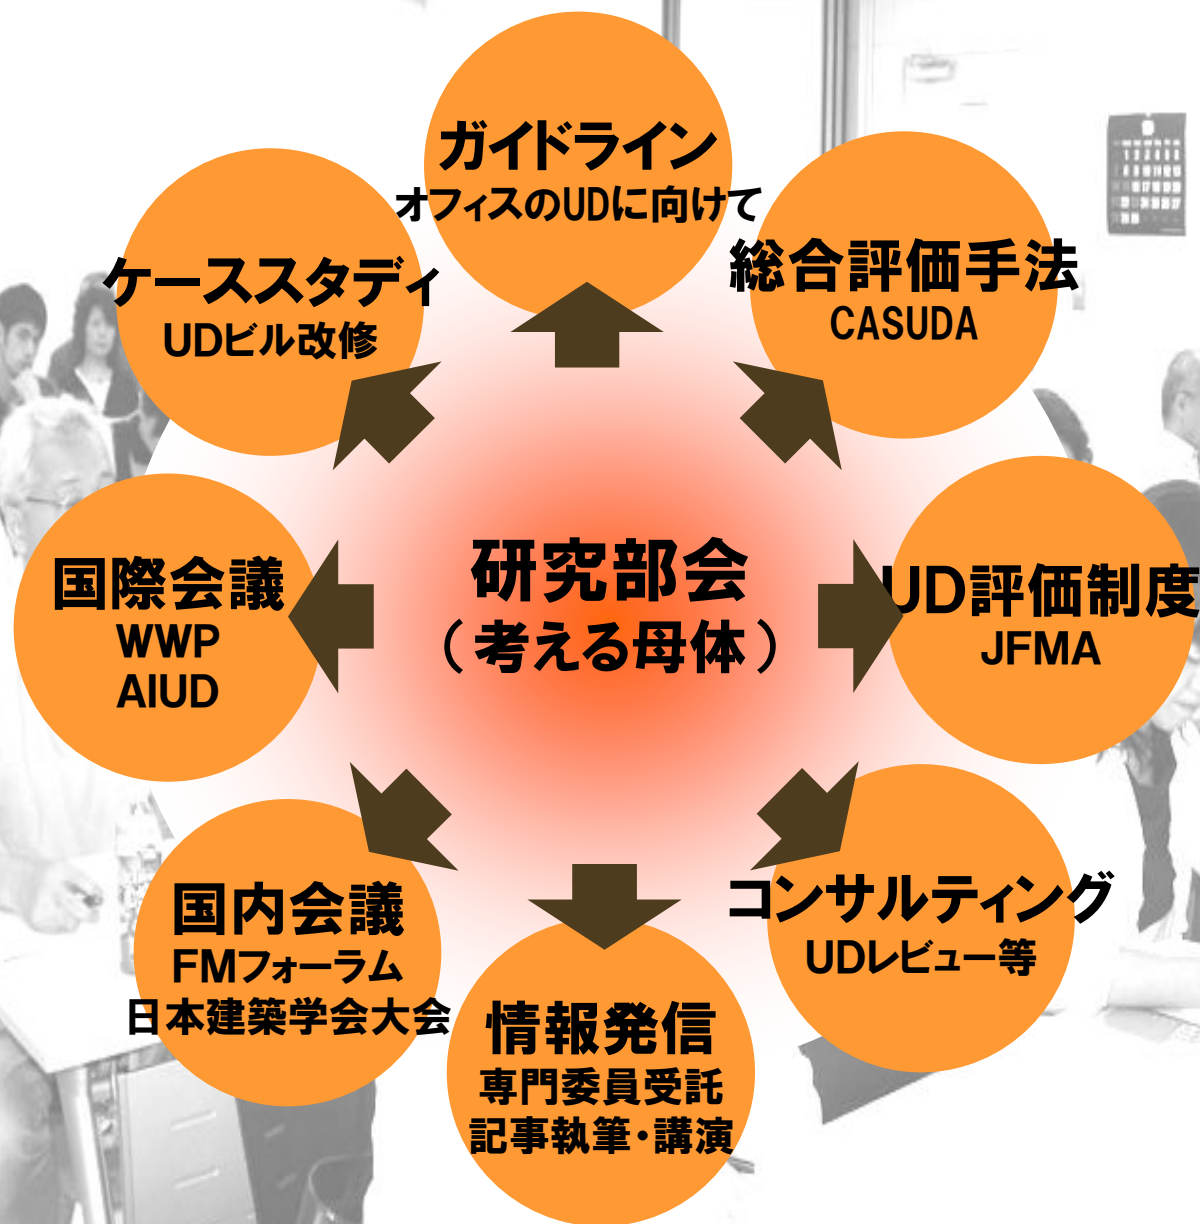 ガイドライン
オフィスのUDに向けて
総合評価手法
CASUDA
ケーススタディ
UDビル改修
研究部会
（考える母体）
UD評価制度
JFMA
国際会議
WWP
AIUD
コンサルティング
UDレビュー等
国内会議
FMフォーラム
日本建築学会大会
情報発信
専門委員受託
記事執筆・講演